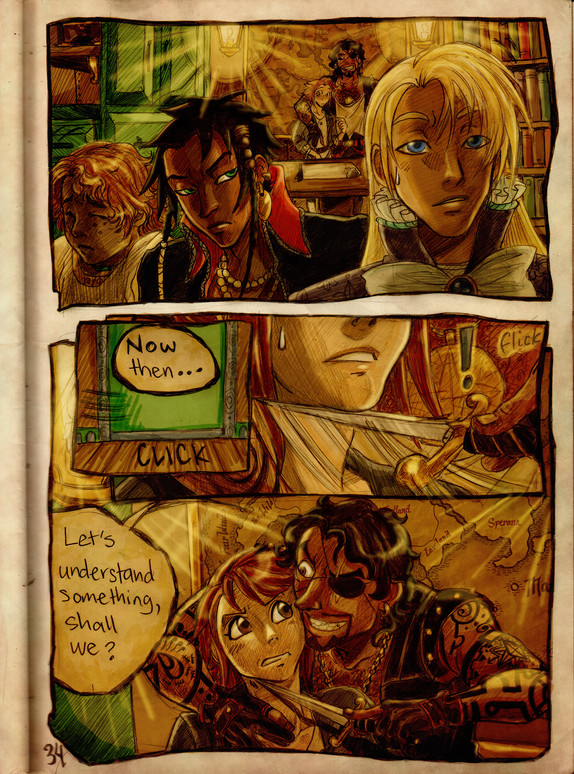 Now
then...
CLICK
!
Click
Let's
understand
something,
shall
we?
34